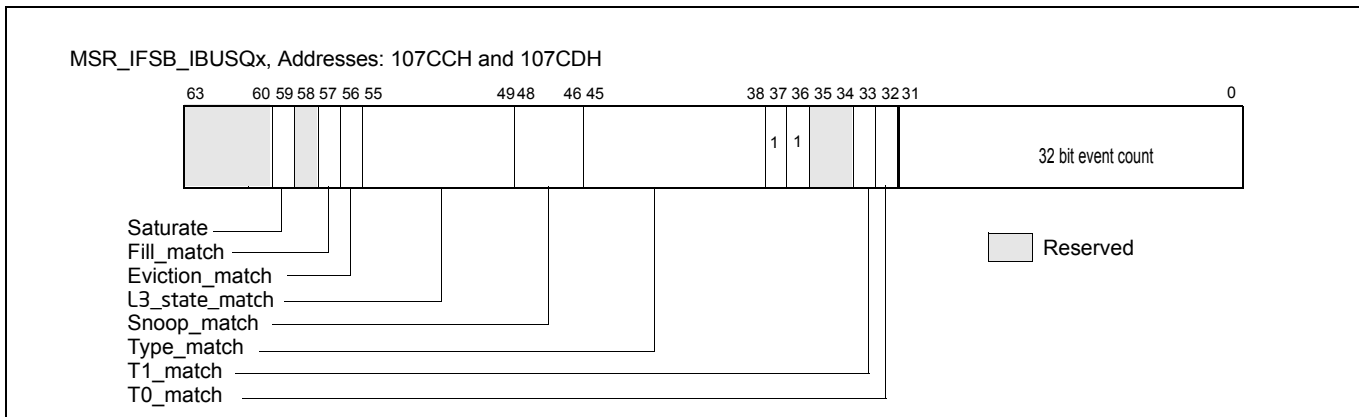 MSR_IFSB_IBUSQx, Addresses: 107CCH and 107CDH
63 60 59 58 57 56 55 49 48 46 45 38 37 36 35 34 33 32 31 0
1 1 32 bit event count
Saturate
Fill_match
Eviction_match
L3_state_match
Snoop_match
Type_match
T1_match
T0_match
Reserved